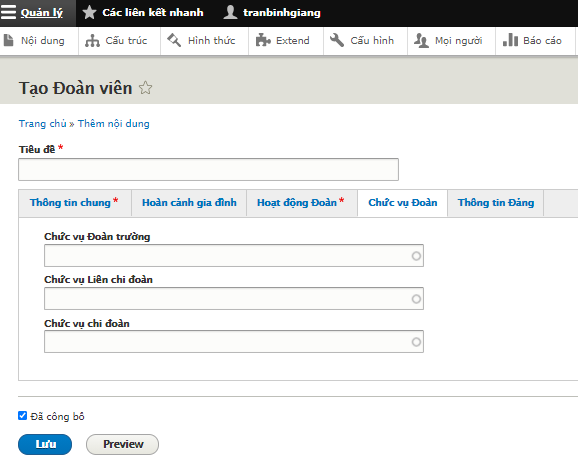 Quản lý Các liên kết nhanh tranbinhgiang
Nội dung Cấu trúc Hình thức Extend Cấu hình Mọi người Báo cáo
Tạo Đoàn viên
Trang chủ » Thêm nội dung
Tiêu đề *
Thông tin chung * Hoàn cảnh gia đình Hoạt động Đoàn * Chức vụ Đoàn Thông tin Đảng
Chức vụ Đoàn trường
Chức vụ Liên chi đoàn
Chức vụ chi đoàn
Đã công bố
Lưu Preview